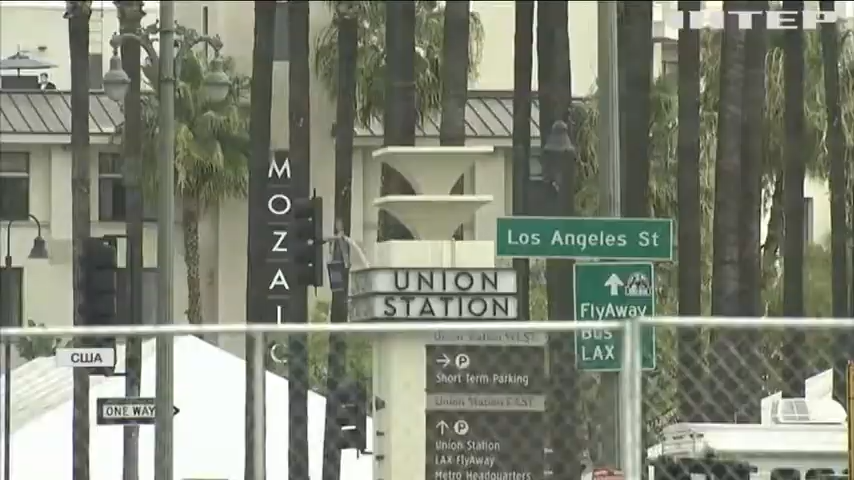 ІНТЕР
MOZAIC
Los Angeles St
UNION
STATION
FlyAway
BUS
LAX
Union Station WEST
Short Term Parking
США
Union Station EAST
ONE WAY
Union Station
LAX FlyAway
Metro Headquarters